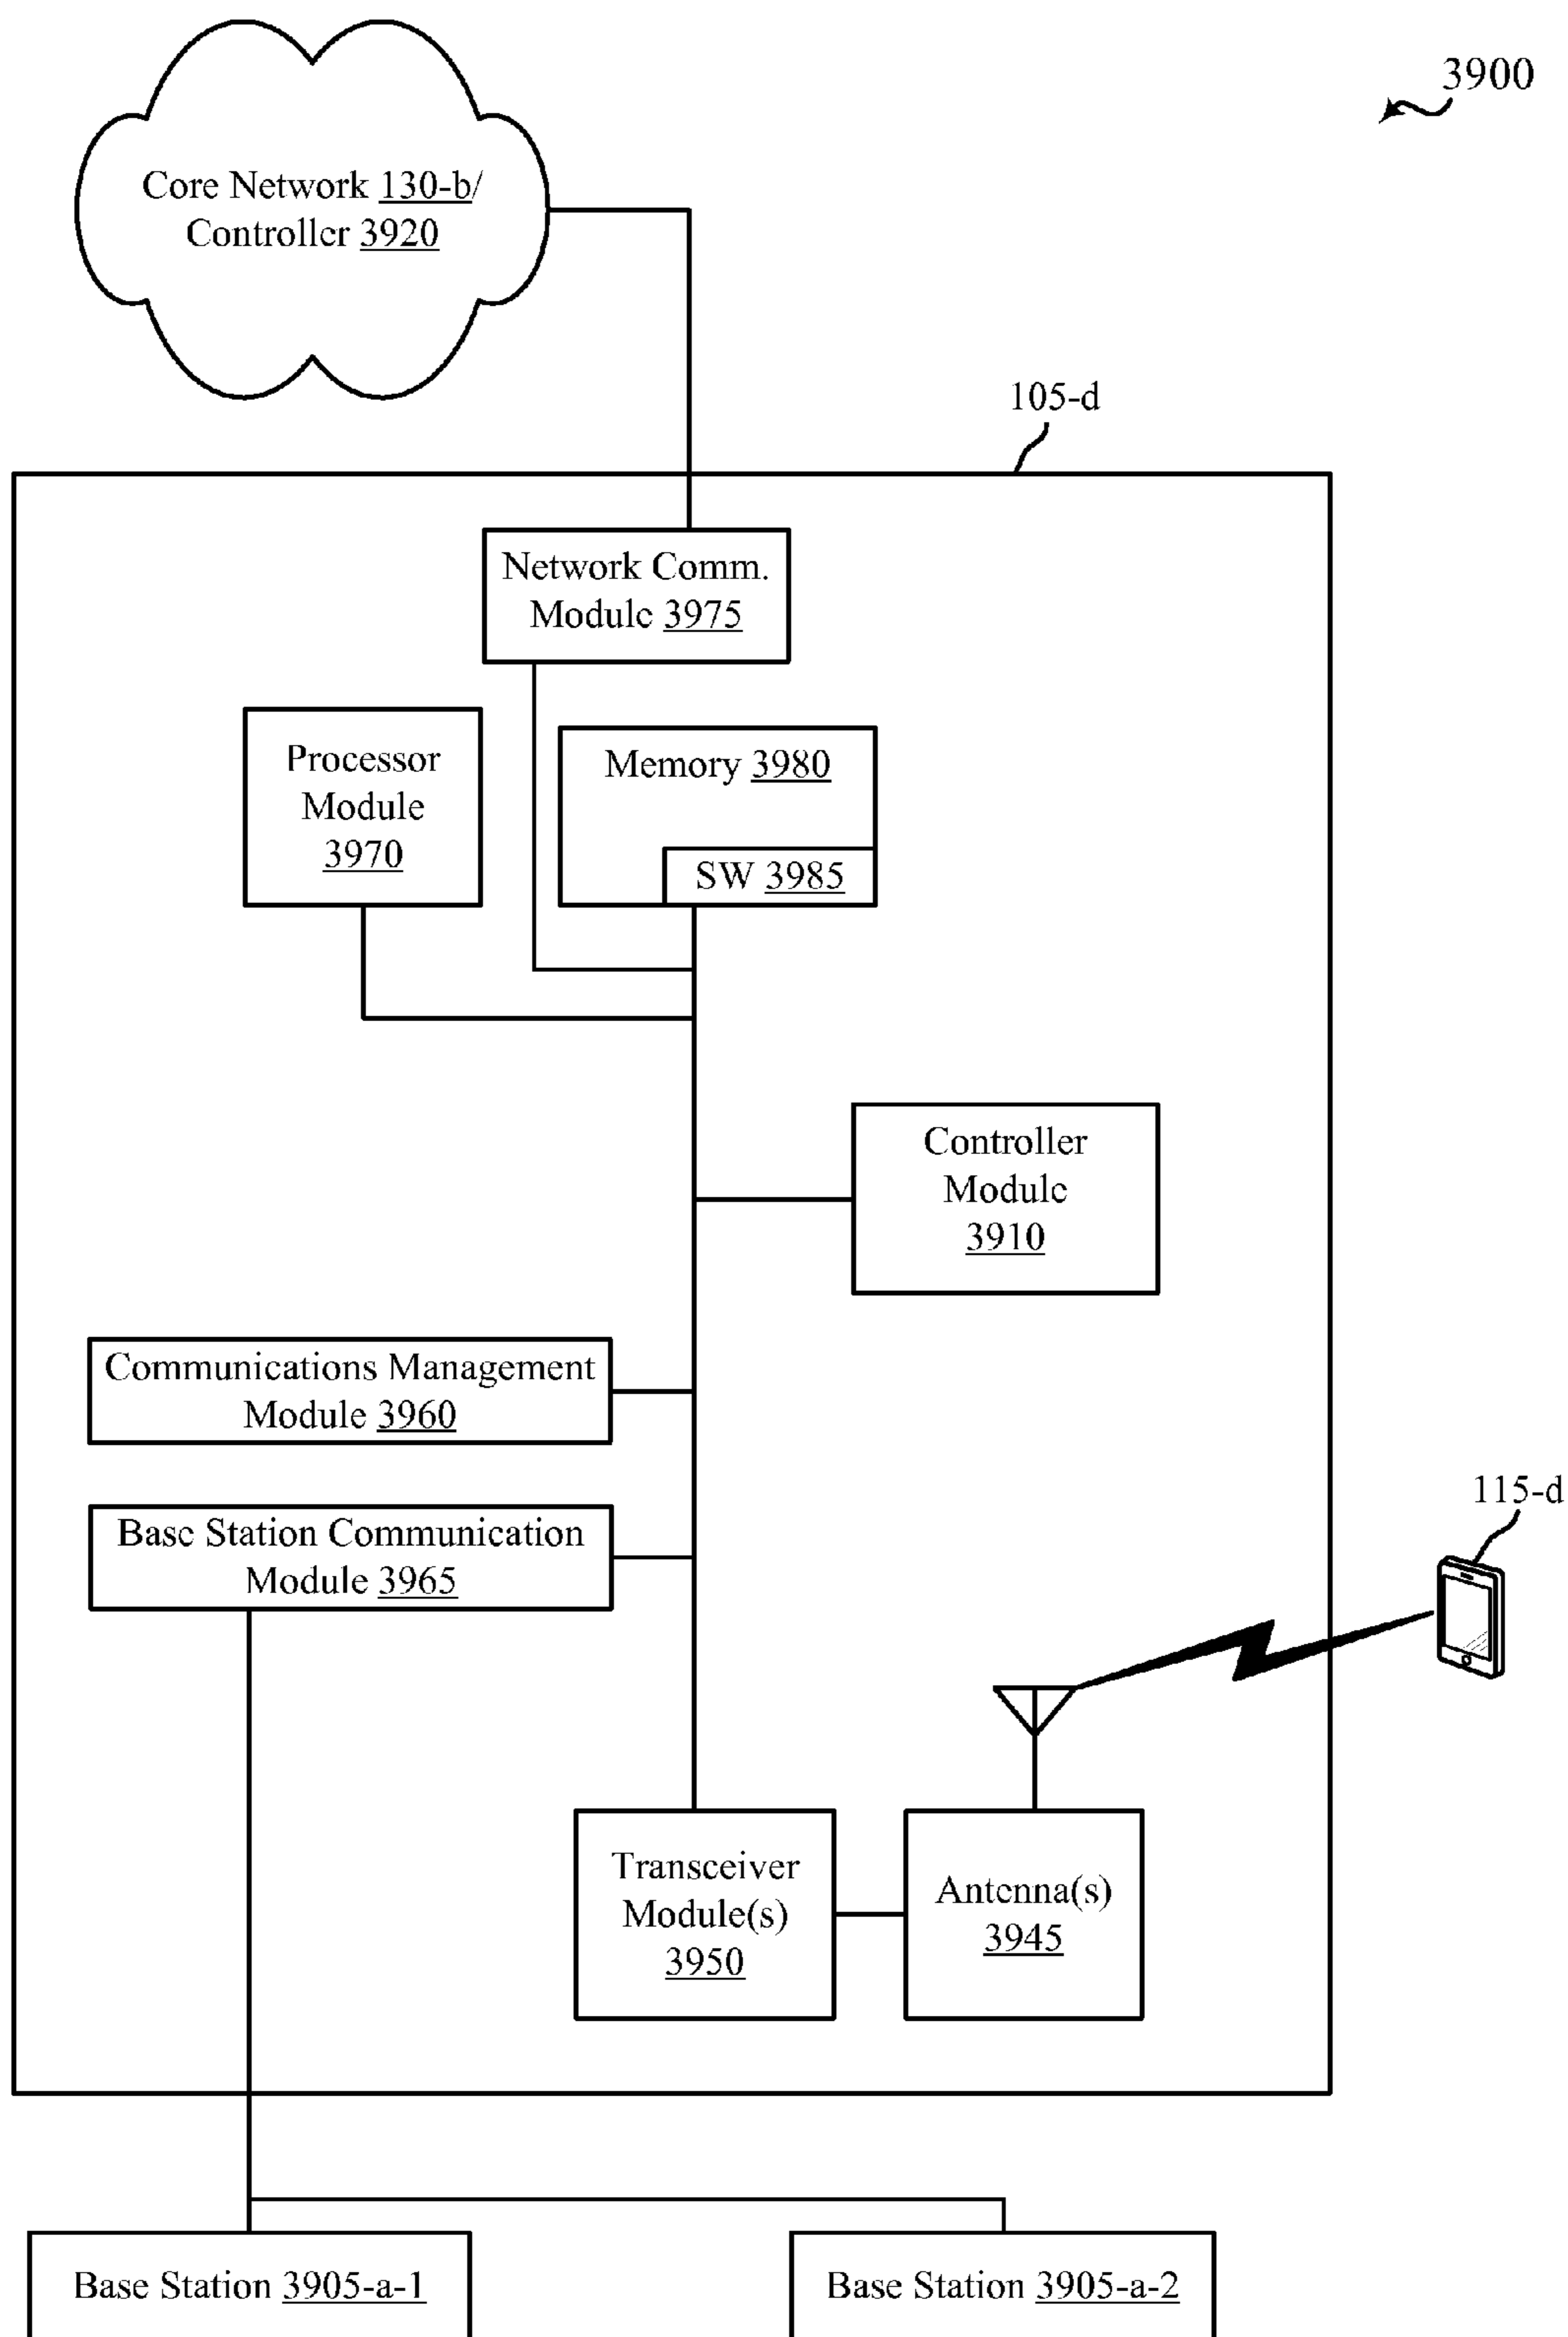 3900
Core Network 130-b/
Controller 3920
105-d
Network Comm.
Module 3975
Processor
Module
3970
Memory 3980
SW 3985
Controller
Module
3910
Communications Management
Module 3960
Base Station Communication
Module 3965
115-d
Transceiver
Module(s)
3950
Antenna(s)
3945
Base Station 3905-a-1
Base Station 3905-a-2